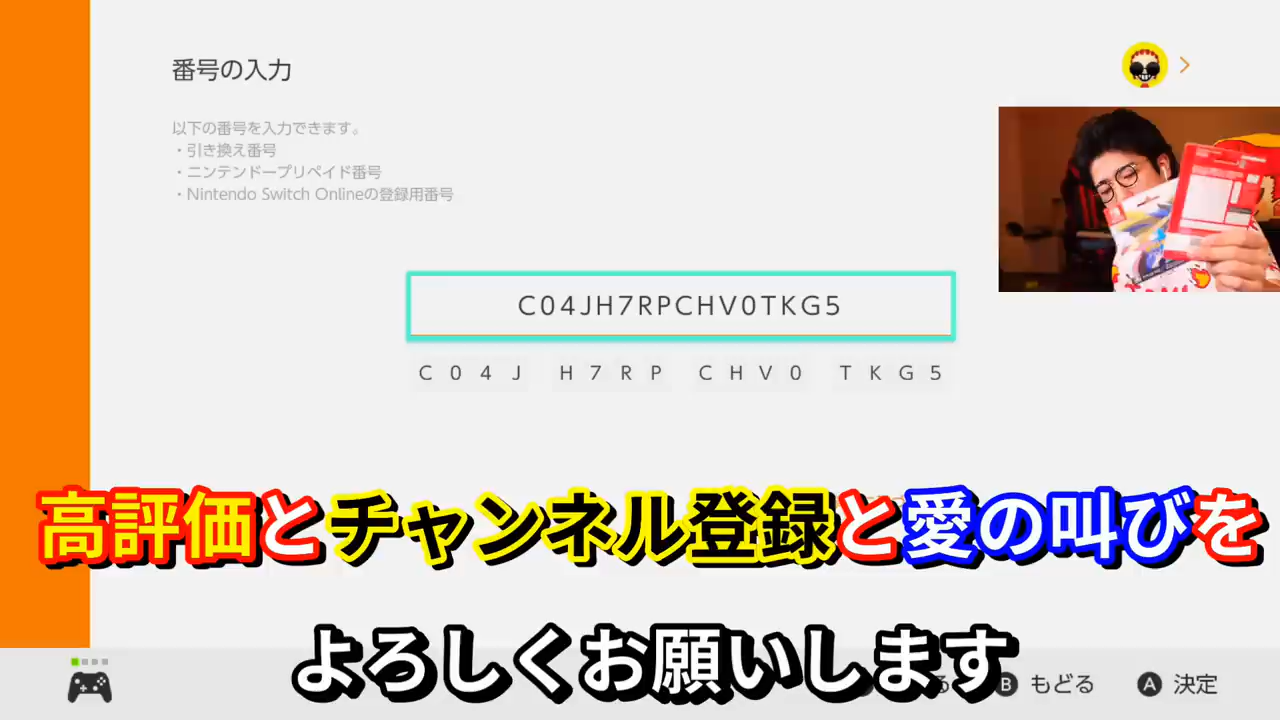 番号の入力
以下の番号を入力できます。
・引き換え番号
・ニンテンドープリペイド番号
・Nintendo Switch Onlineの登録用番号
C04JH7RPCHV0TKG5
C04J H7RP CHV0 TKG5
高評価とチャンネル登録と愛の叫びを
よろしくお願いします
B もどる
A 決定